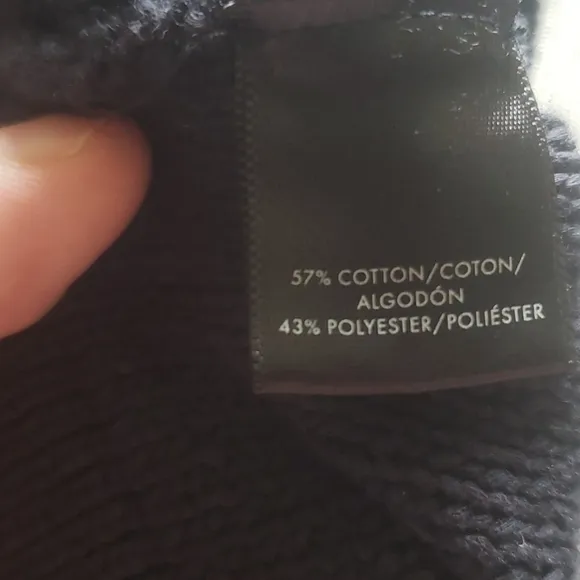 57% COTTON/COTON/
ALGODÓN
43% POLYESTER/POLIÉSTER